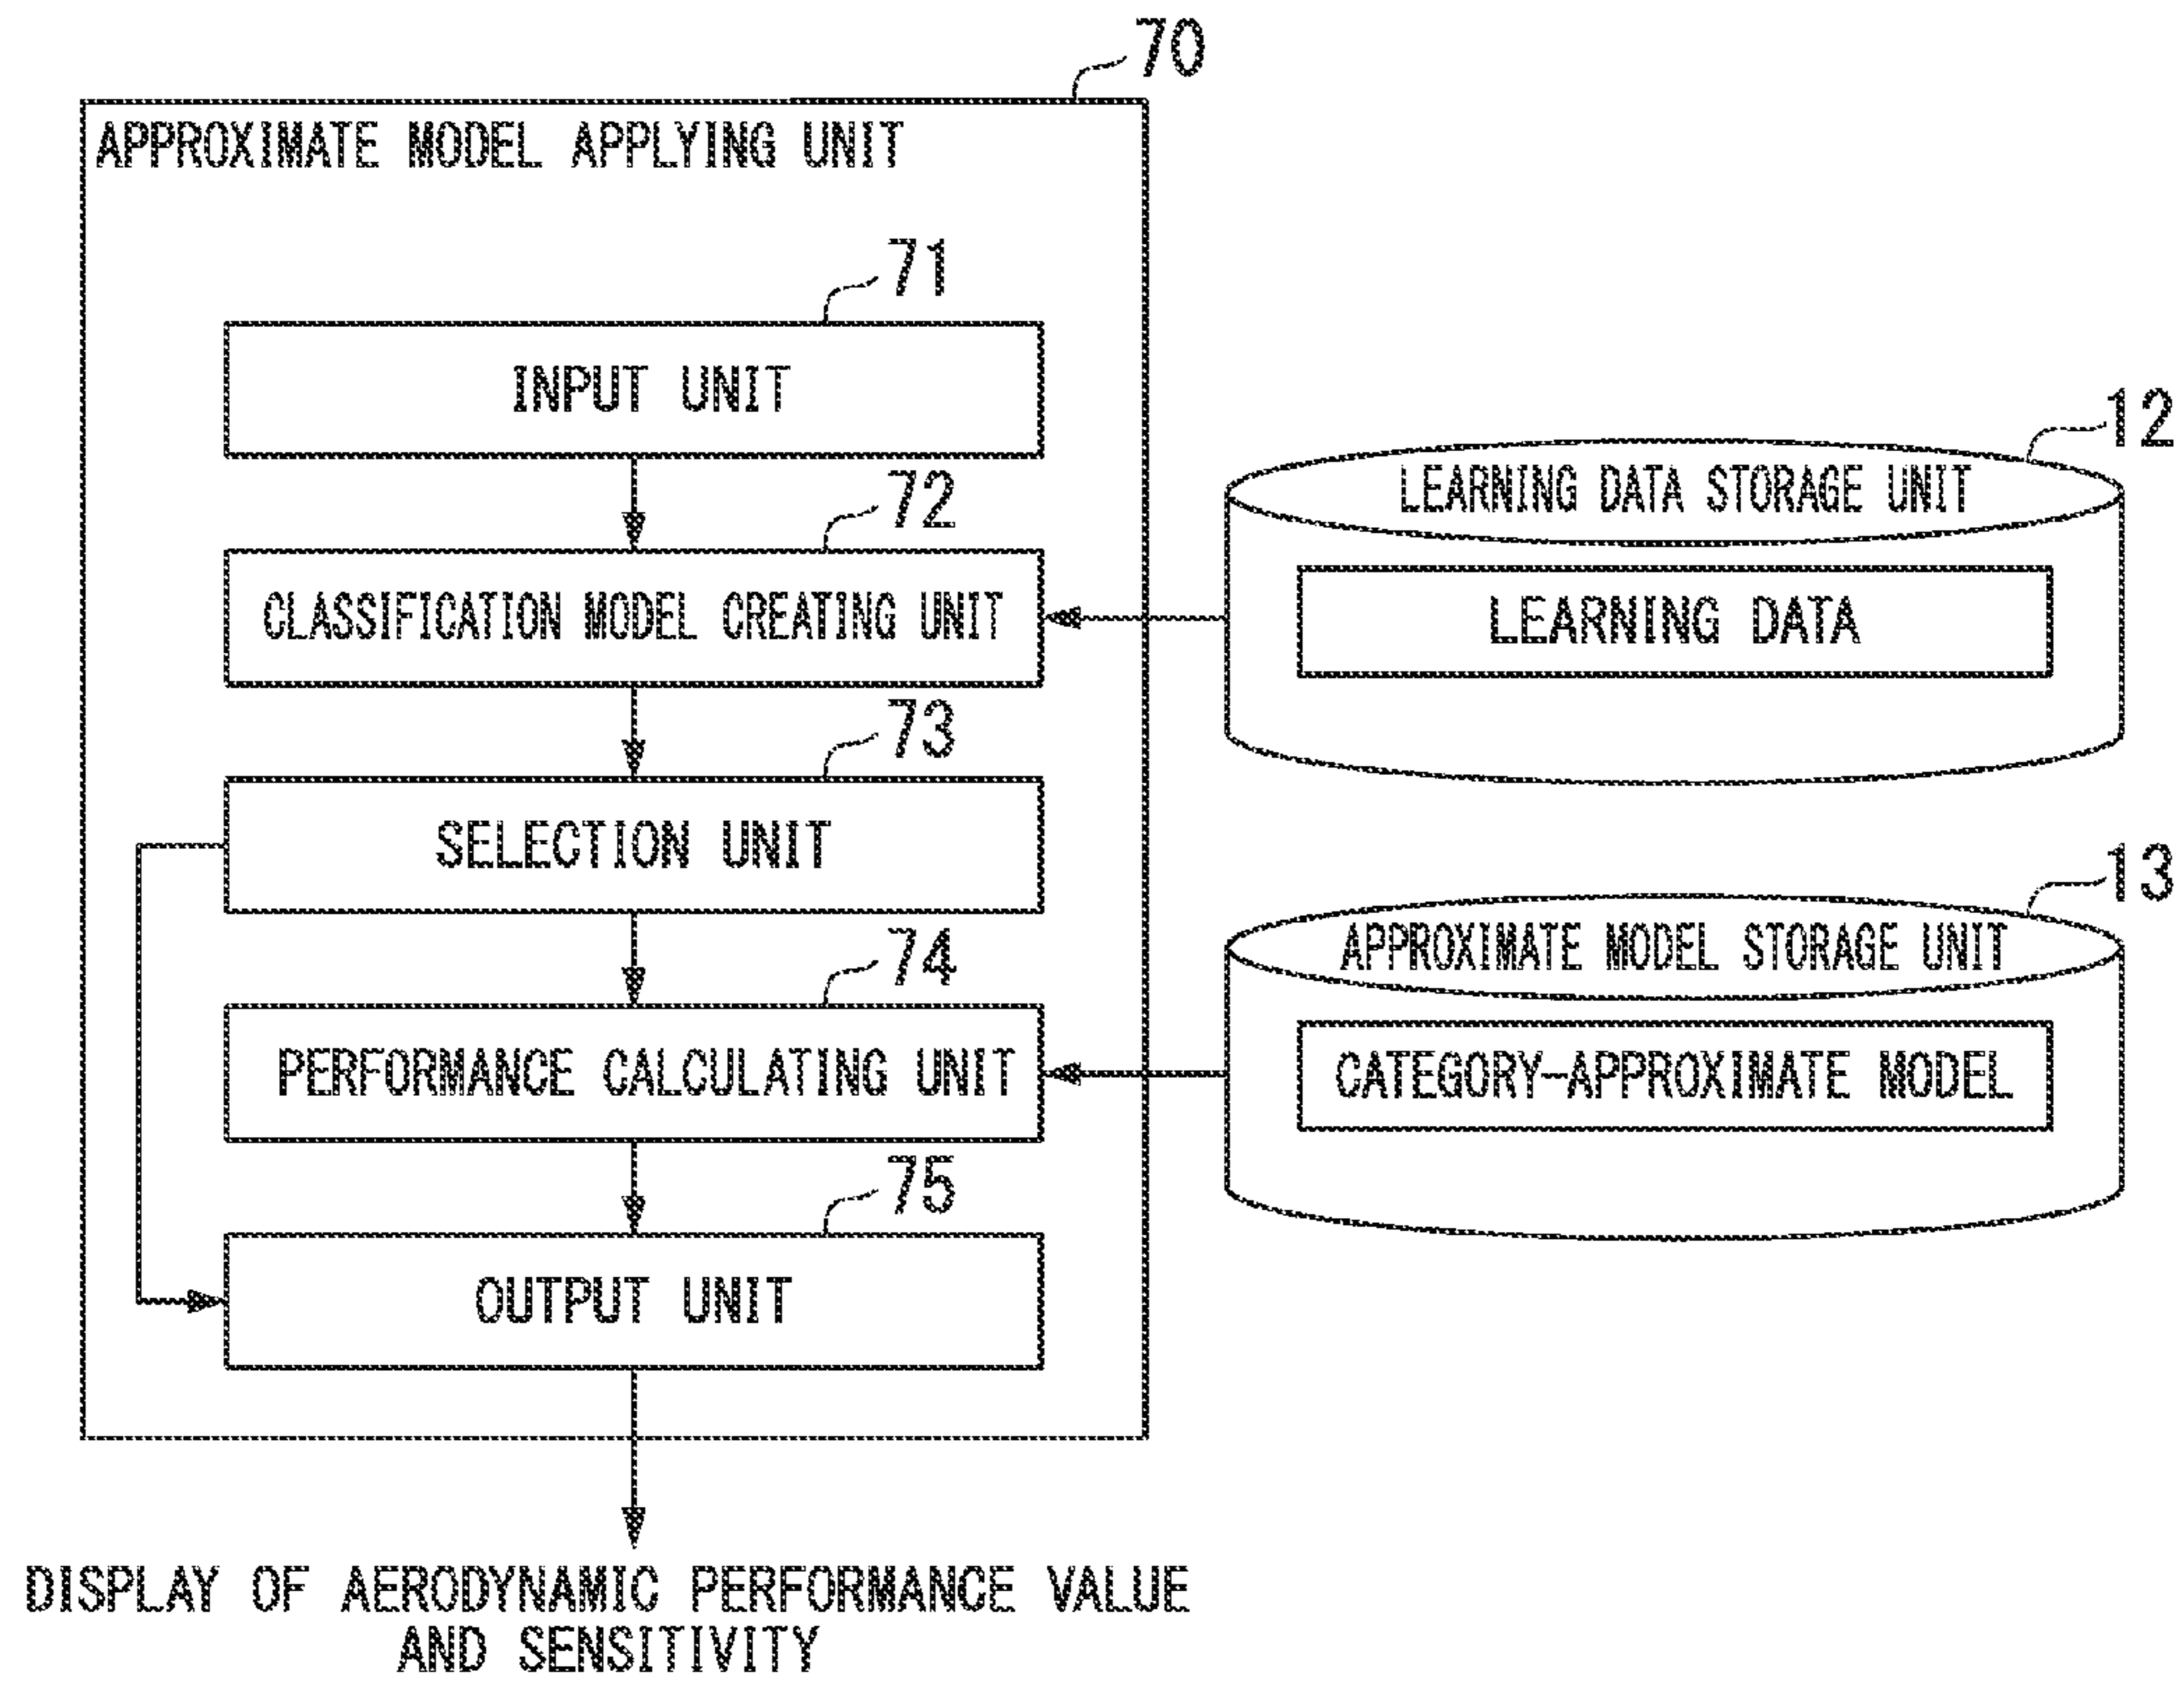 70
APPROXIMATE MODEL APPLYING UNIT
71
INPUT UNIT
72
CLASSIFICATION MODEL CREATING UNIT
73
SELECTION UNIT
74
PERFORMANCE CALCULATING UNIT
75
OUTPUT UNIT
12
LEARNING DATA STORAGE UNIT
LEARNING DATA
13
APPROXIMATE MODEL STORAGE UNIT
CATEGORY-APPROXIMATE MODEL
DISPLAY OF AERODYNAMIC PERFORMANCE VALUE
AND SENSITIVITY